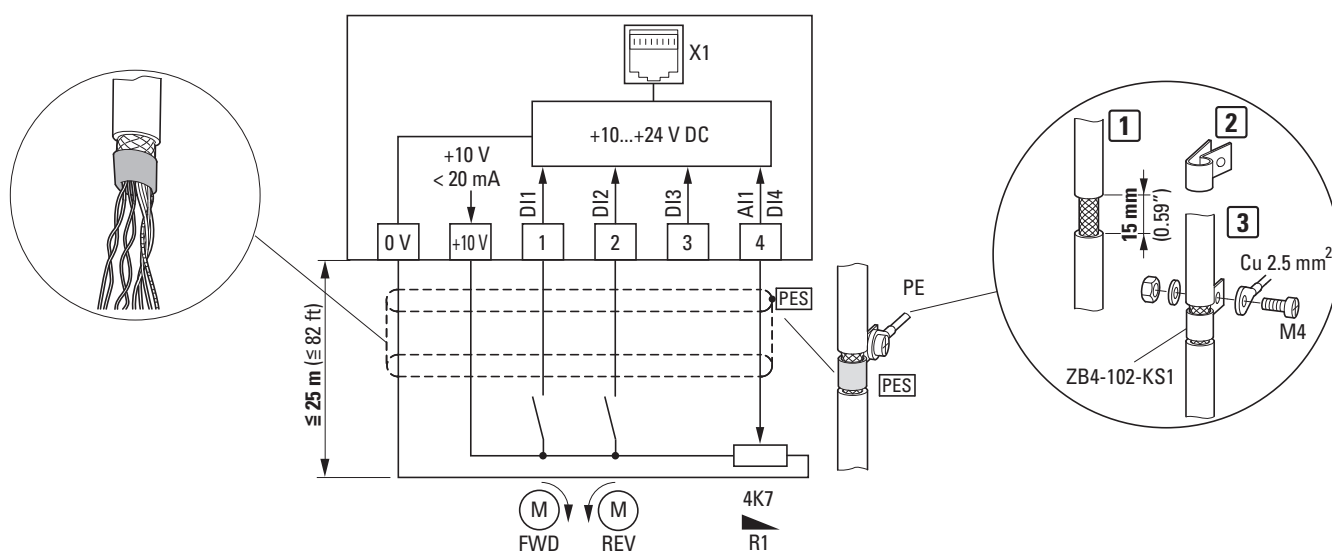 X1
+10...+24 V DC
+10 V
< 20 mA
DI1
DI2
DI3
AI1
DI4
0 V
+10 V
1
2
3
4
≦ 25 m (≦ 82 ft)
PES
PE
PES
4K7
R1
M
FWD
M
REV
1
2
3
15 mm
(0.59″)
Cu 2.5 mm²
M4
ZB4-102-KS1